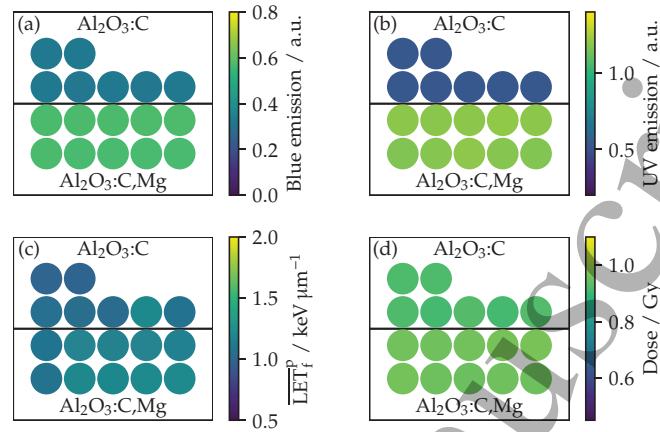 (a) Al₂O₃:C
Al₂O₃:C,Mg
0.8
0.6
0.4
0.2
0.0
Blue emission / a.u.
(b) Al₂O₃:C
Al₂O₃:C,Mg
1.0
0.5
UV emission / a.u.
(c) Al₂O₃:C
Al₂O₃:C,Mg
2.0
1.5
1.0
0.5
LET_f^p / keV μm⁻¹
(d) Al₂O₃:C
Al₂O₃:C,Mg
1.0
0.8
0.6
Dose / Gy